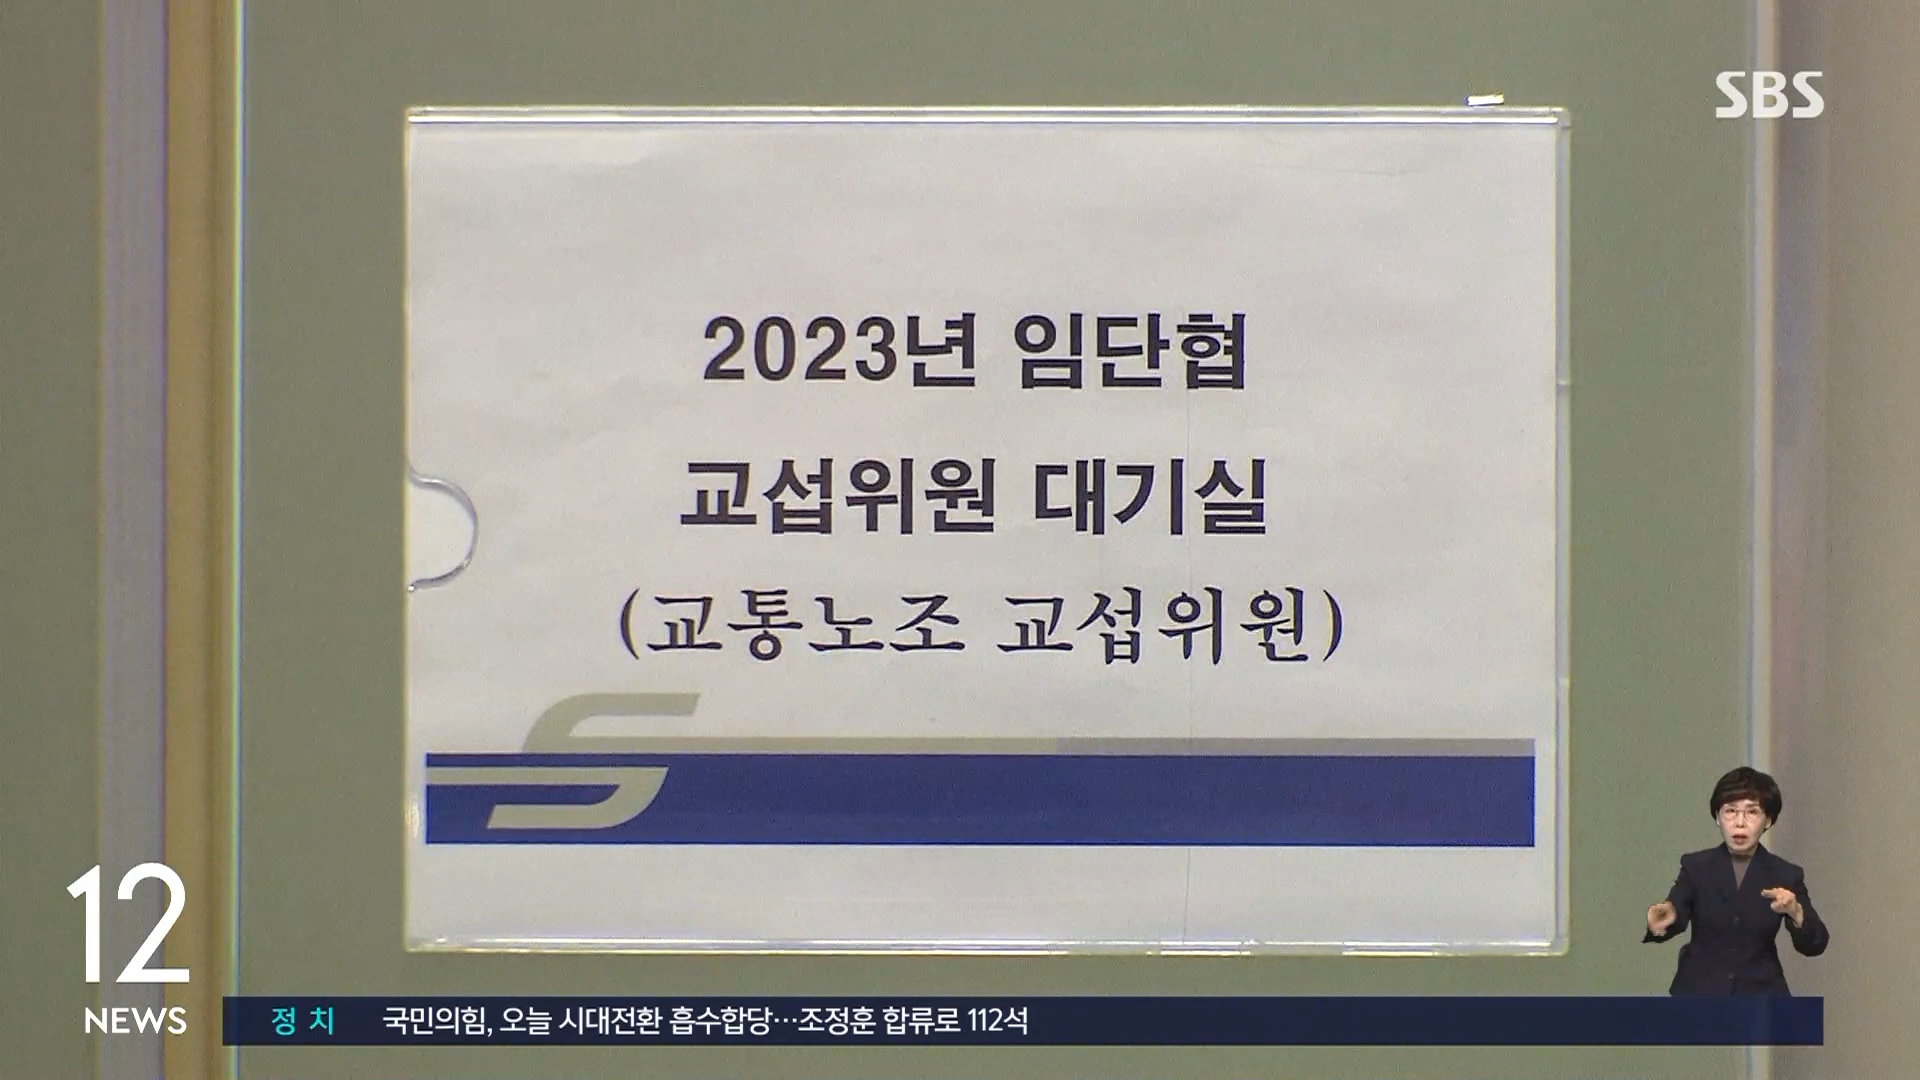 SBS
2023년 임단협
교섭위원 대기실
(교통노조 교섭위원)
12
NEWS
정 치 국민의힘, 오늘 시대전환 흡수합당…조정훈 합류로 112석